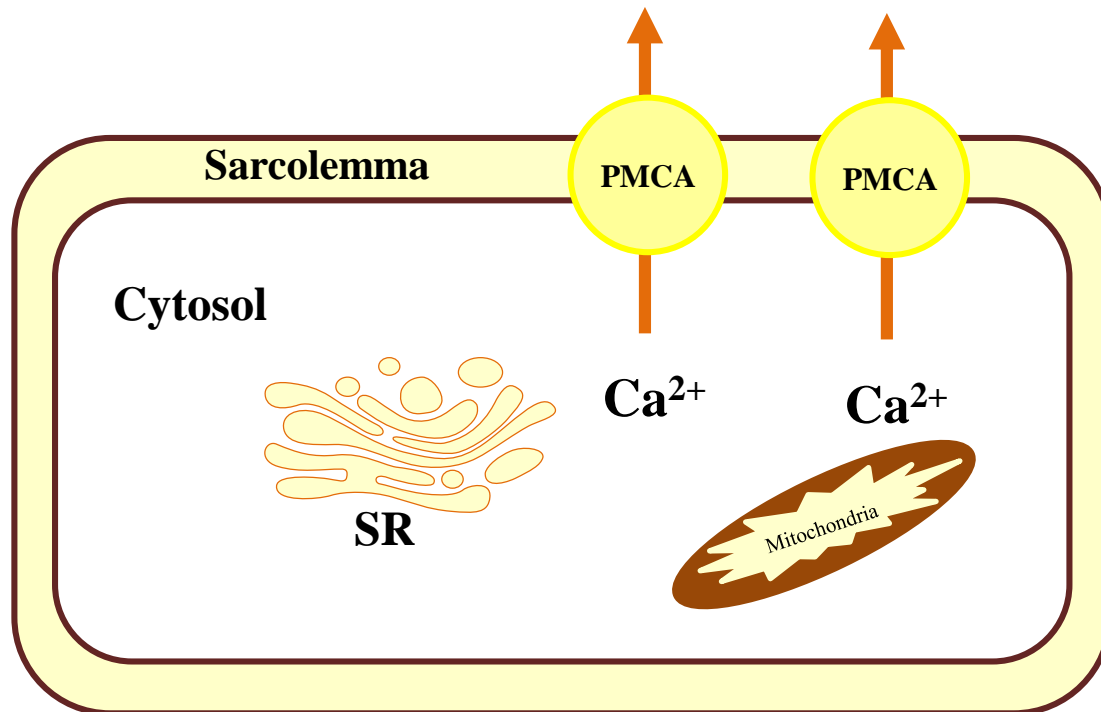 Sarcolemma
PMCA
PMCA
Cytosol
Ca²⁺
Ca²⁺
SR
Mitochondria